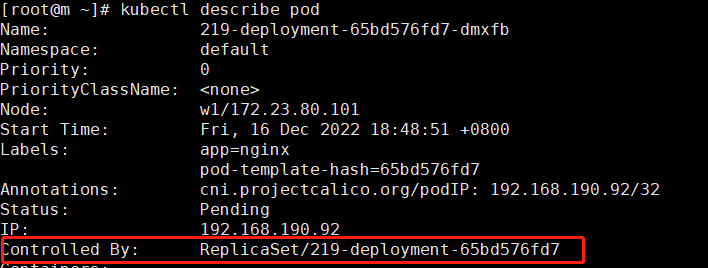 [root@m ~]# kubectl describe pod
Name: 219-deployment-65bd576fd7-dmxfb
Namespace: default
Priority: 0
PriorityClassName: <none>
Node: w1/172.23.80.101
Start Time: Fri, 16 Dec 2022 18:48:51 +0800
Labels: app=nginx
pod-template-hash=65bd576fd7
Annotations: cni.projectcalico.org/podIP: 192.168.190.92/32
Status: Pending
IP: 192.168.190.92
Controlled By: ReplicaSet/219-deployment-65bd576fd7
Containers: